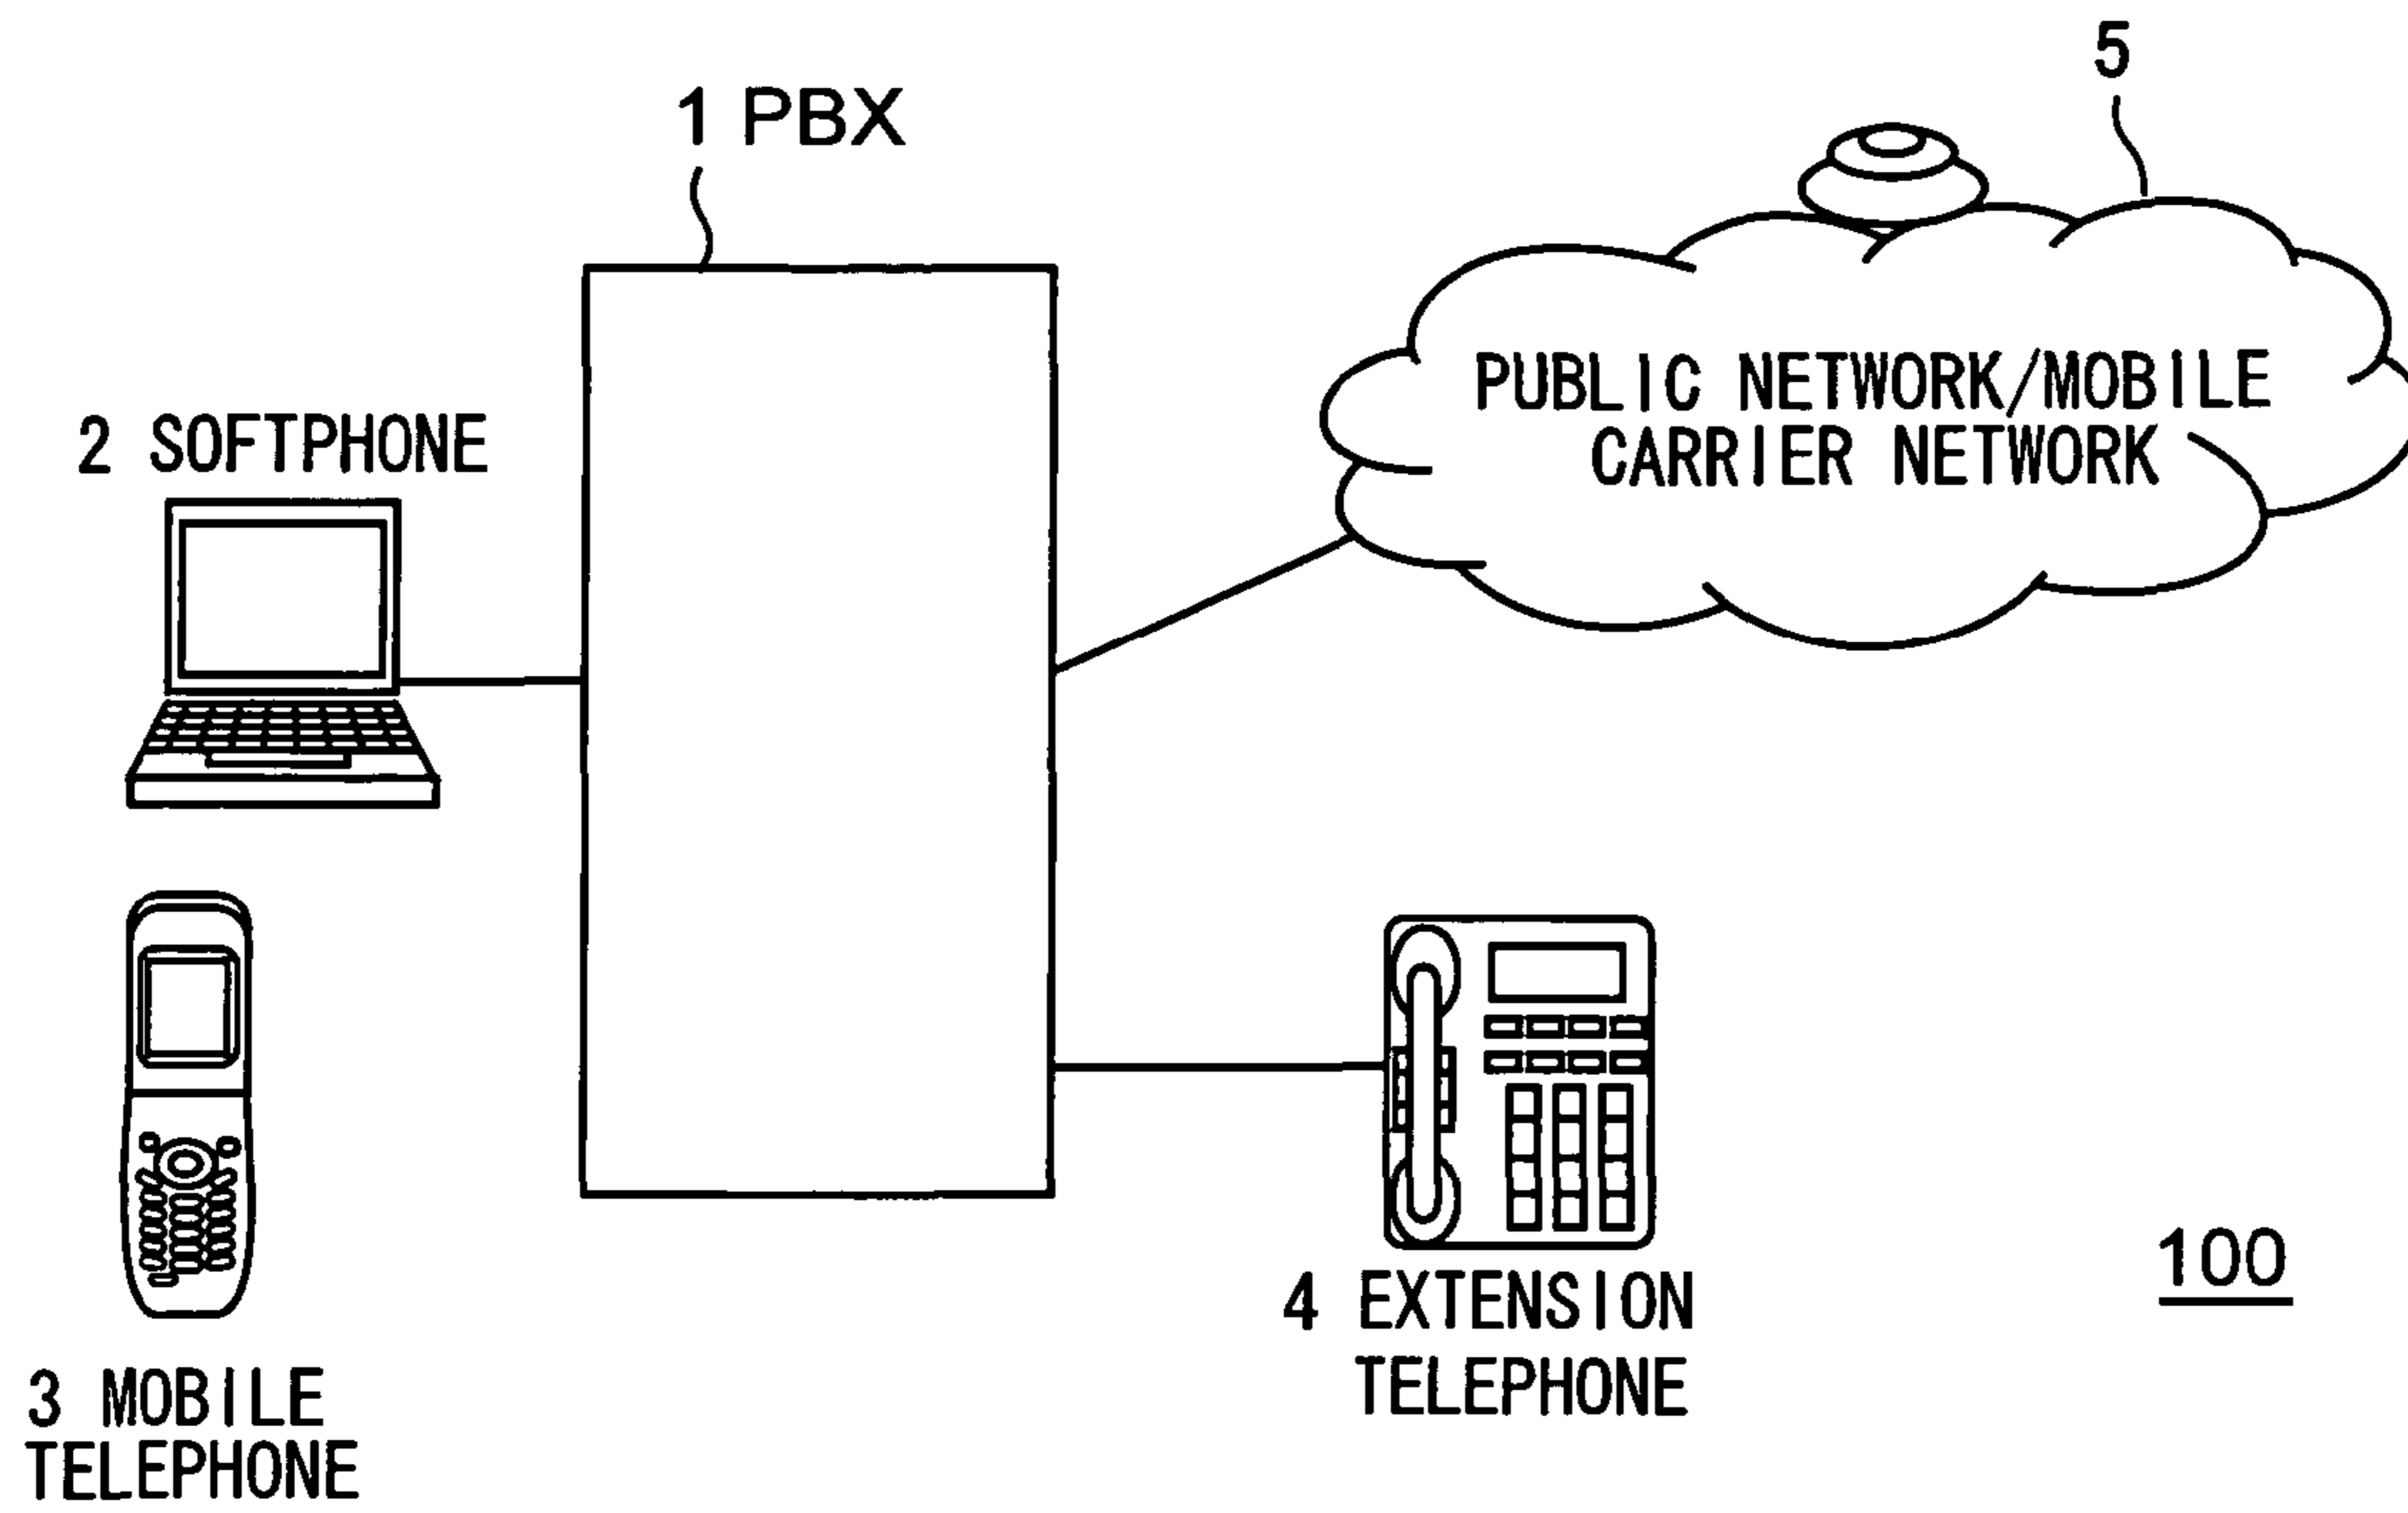 5
1 PBX
PUBLIC NETWORK/MOBILE
CARRIER NETWORK
2 SOFTPHONE
4 EXTENSION
TELEPHONE
100
3 MOBILE
TELEPHONE